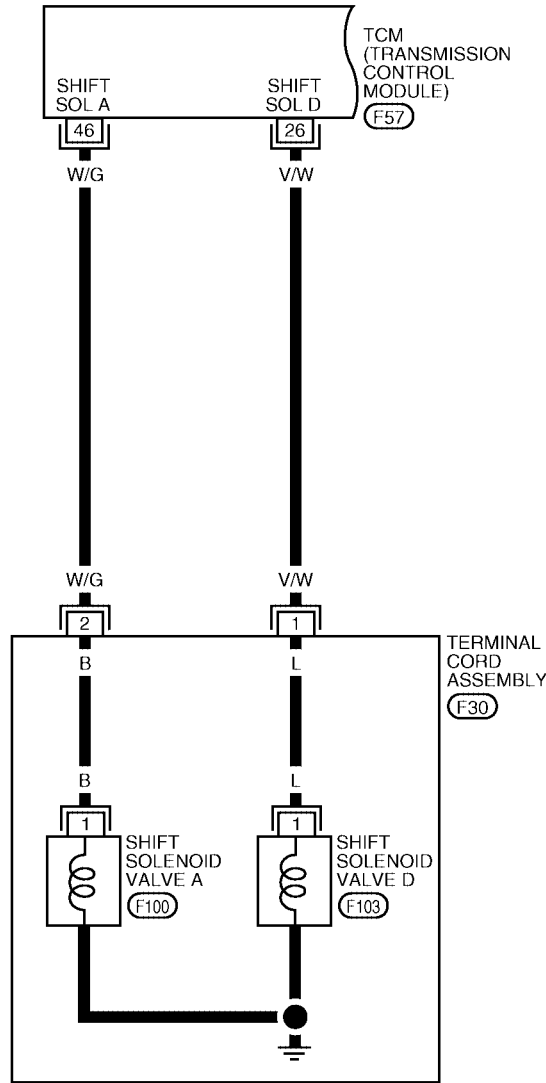 TCM
(TRANSMISSION
CONTROL
MODULE)
F57
SHIFT
SOL A
SHIFT
SOL D
46
26
W/G
V/W
W/G
V/W
2
1
TERMINAL
CORD
ASSEMBLY
F30
B
L
B
L
1
1
SHIFT
SOLENOID
VALVE A
F100
SHIFT
SOLENOID
VALVE D
F103